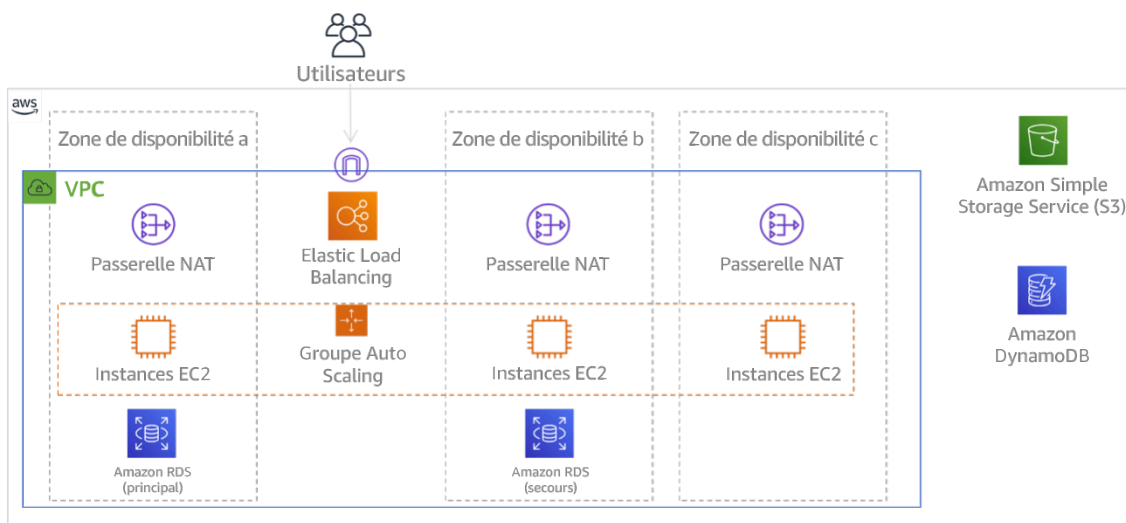 Utilisateurs
aws
Zone de disponibilité a
Zone de disponibilité b
Zone de disponibilité c
VPC
Amazon Simple
Storage Service (S3)
Passerelle NAT
Elastic Load
Balancing
Passerelle NAT
Passerelle NAT
Amazon
DynamoDB
Instances EC2
Groupe Auto
Scaling
Instances EC2
Instances EC2
Amazon RDS
(principal)
Amazon RDS
(secours)